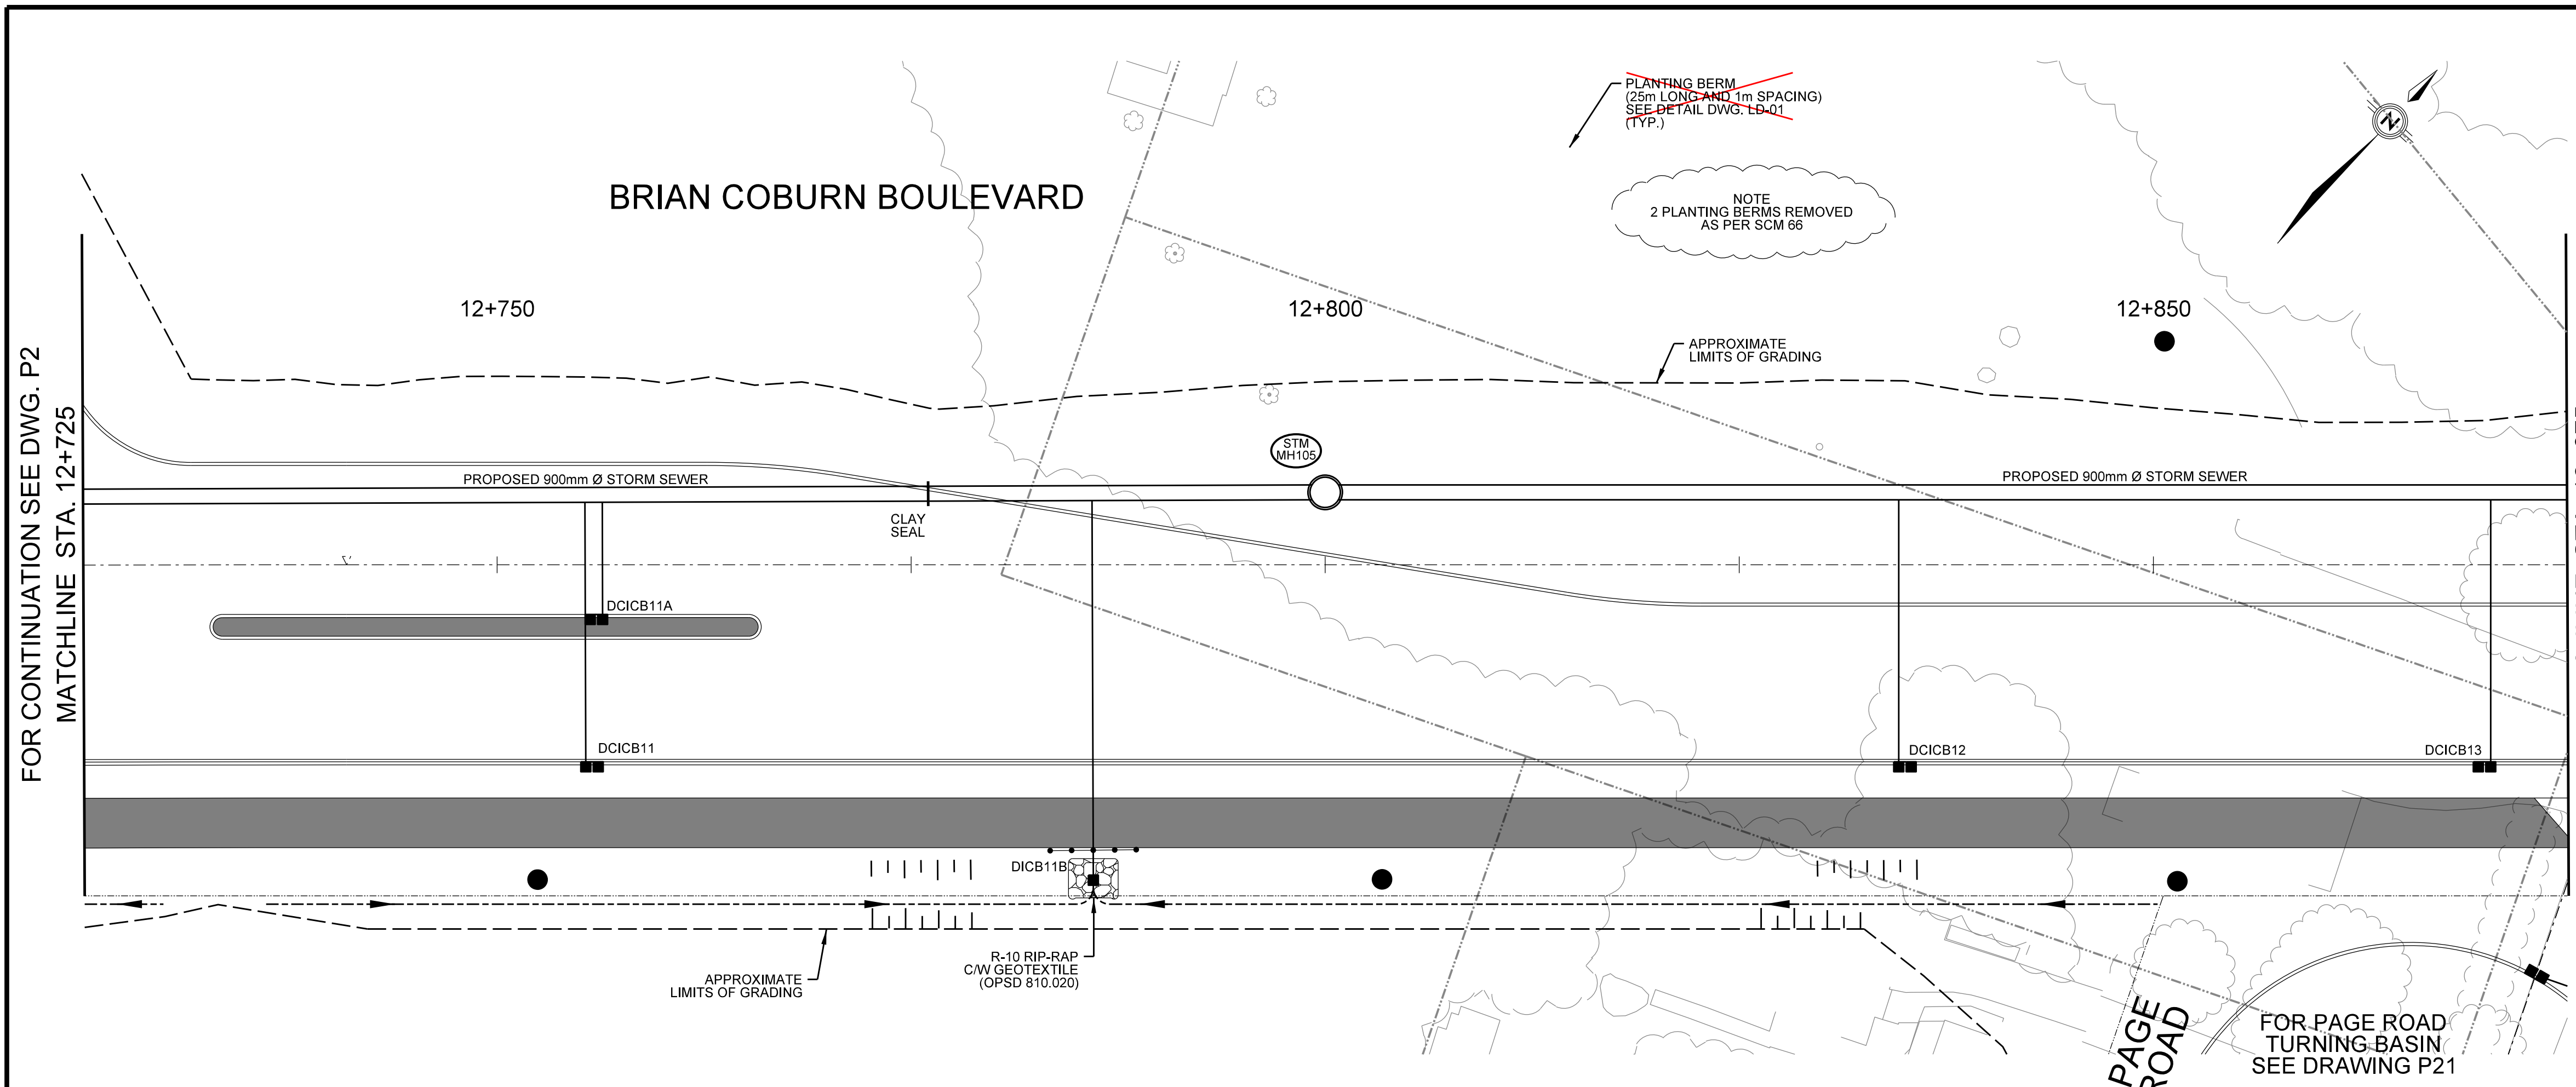 PLANTING BERM
(25m LONG AND 1m SPACING)
SEE DETAIL DWG. LD-01
(TYP.)
N
BRIAN COBURN BOULEVARD
NOTE
2 PLANTING BERMS REMOVED
AS PER SCM 66
12+750
12+800
12+850
APPROXIMATE
LIMITS OF GRADING
FOR CONTINUATION SEE DWG. P2
MATCHLINE STA. 12+725
STM
MH105
PROPOSED 900mm Ø STORM SEWER
PROPOSED 900mm Ø STORM SEWER
CLAY
SEAL
DCICB11A
DCICB11
DCICB12
DCICB13
DICB11B
R-10 RIP-RAP
C/W GEOTEXTILE
(OPSD 810.020)
APPROXIMATE
LIMITS OF GRADING
PAGE
ROAD
FOR PAGE ROAD
TURNING BASIN
SEE DRAWING P21